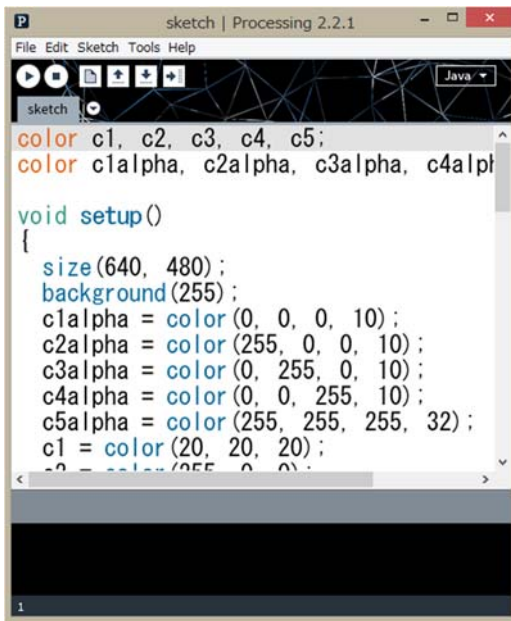 sketch | Processing 2.2.1
File Edit Sketch Tools Help
Java
sketch
color c1, c2, c3, c4, c5;
color c1alpha, c2alpha, c3alpha, c4alph
void setup()
{
size(640, 480);
background(255);
c1alpha = color(0, 0, 0, 10);
c2alpha = color(255, 0, 0, 10);
c3alpha = color(0, 255, 0, 10);
c4alpha = color(0, 0, 255, 10);
c5alpha = color(255, 255, 255, 32);
c1 = color(20, 20, 20);
1